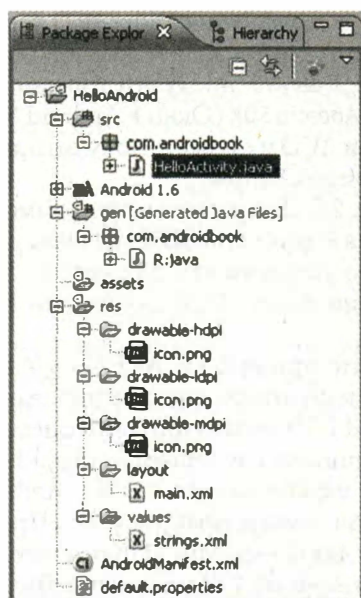 Package Explor Hierarchy
HelloAndroid
src
com.androidbook
HelloActivity.java
Android 1.6
gen [Generated Java Files]
com.androidbook
R.java
assets
res
drawable-hdpi
icon.png
drawable-ldpi
icon.png
drawable-mdpi
icon.png
layout
main.xml
values
strings.xml
AndroidManifest.xml
default.properties